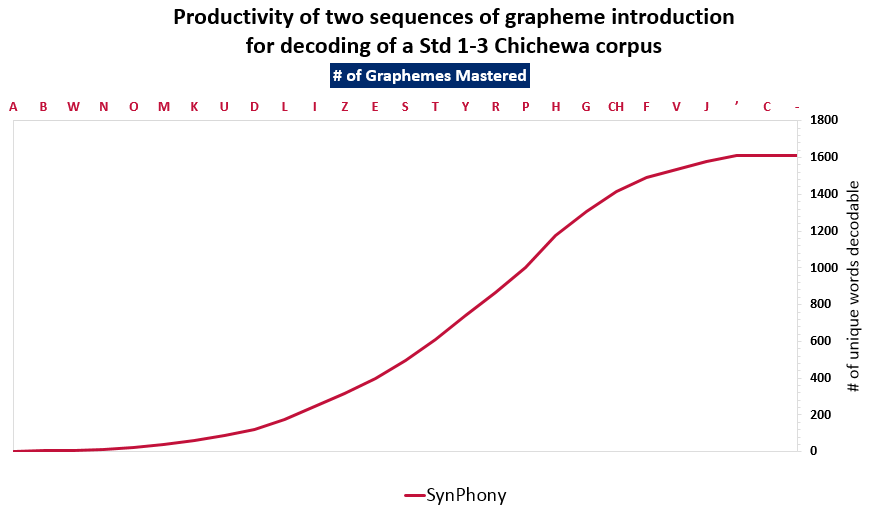 Productivity of two sequences of grapheme introduction
for decoding of a Std 1-3 Chichewa corpus
# of Graphemes Mastered
A B W N O M K U D L I Z E S T Y R P H G CH F V J ’ C -
1800
1600
1400
1200
1000
800
600
400
200
0
# of unique words decodable
SynPhony